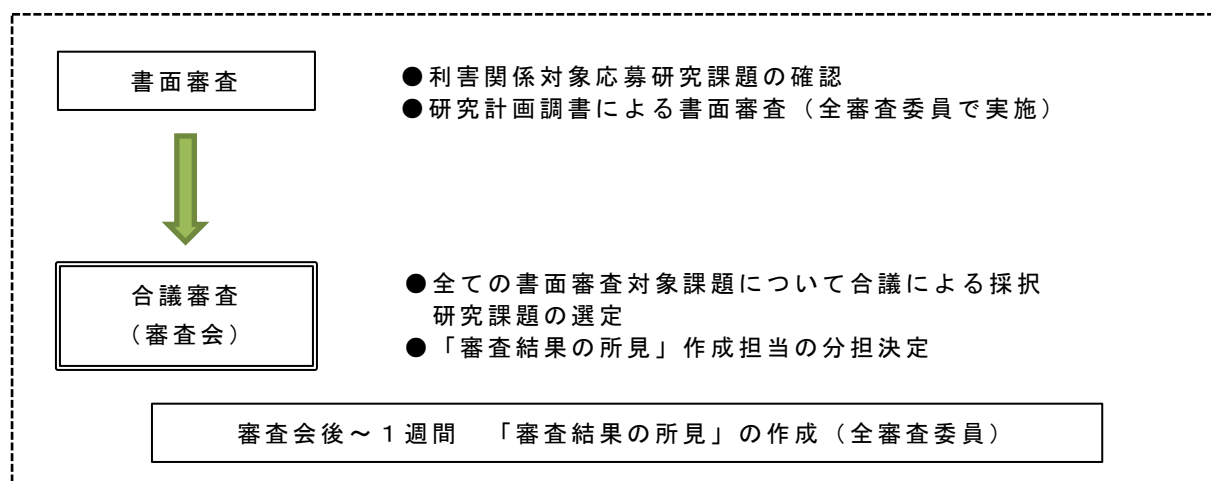 書面審査
●利害関係対象応募研究課題の確認
●研究計画調書による書面審査（全審査委員で実施）
合議審査
（審査会）
●全ての書面審査対象課題について合議による採択
研究課題の選定
●「審査結果の所見」作成担当の分担決定
審査会後～１週間　「審査結果の所見」の作成（全審査委員）